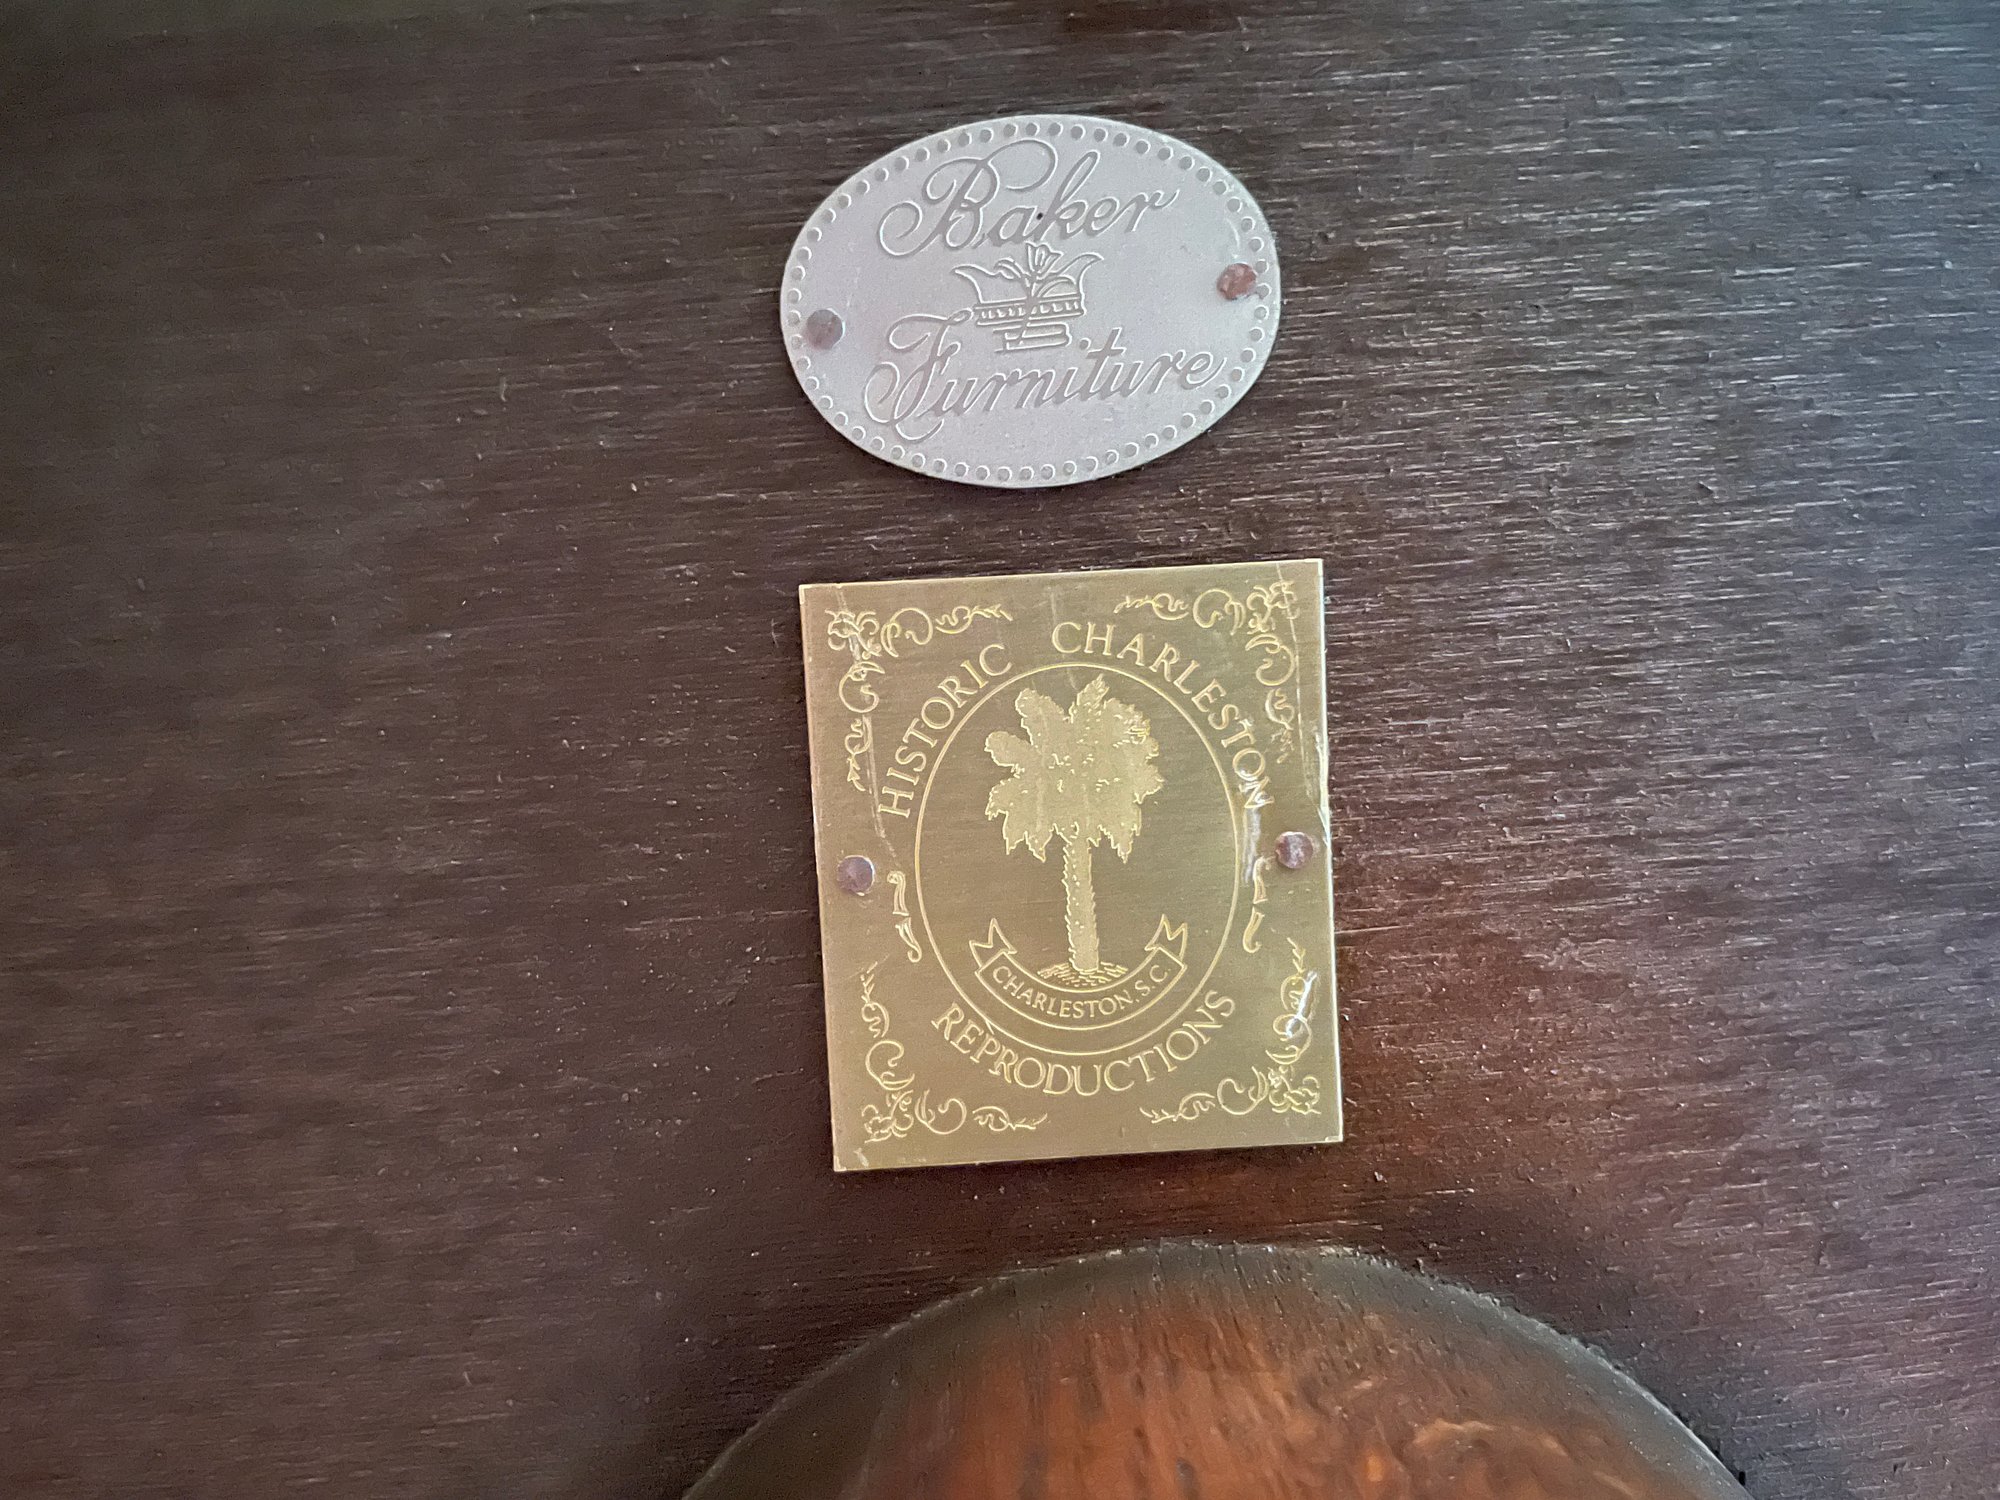 Baker
Furniture
HISTORIC CHARLESTON
CHARLESTON, S.C.
REPRODUCTIONS